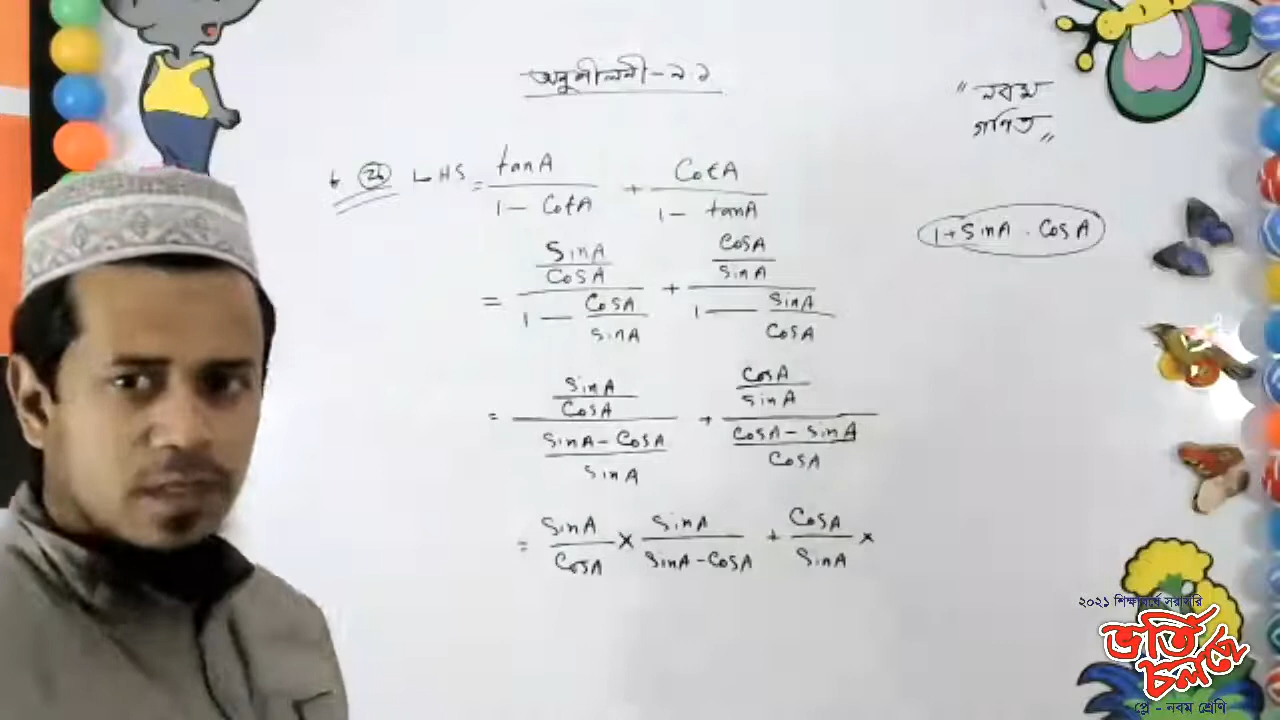 অনুশীলনী-৯.১
"নবম
গণিত"
২৬ LHS = tanA / (1 - cotA) + cotA / (1 - tanA)
1+ sinA . cosA
= (sinA/cosA) / (1 - cosA/sinA) + (cosA/sinA) / (1 - sinA/cosA)
= (sinA/cosA) / ((sinA - cosA)/sinA) + (cosA/sinA) / ((cosA - sinA)/cosA)
= sinA/cosA × sinA/(sinA - cosA) + cosA/sinA ×
২০২১ শিক্ষাবর্ষে সরাসরি
ভর্তি
চলছে
প্লে - নবম শ্রেণি